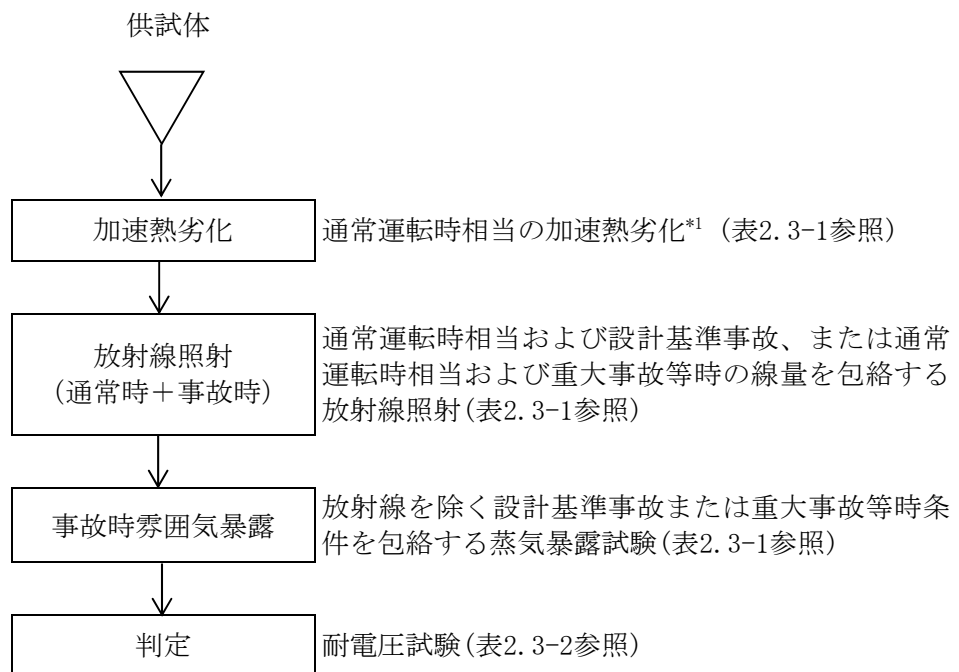 供試体
加速熱劣化
通常運転時相当の加速熱劣化*1 (表2.3-1参照)
放射線照射
(通常時＋事故時)
通常運転時相当および設計基準事故、または通常
運転時相当および重大事故等時の線量を包絡する
放射線照射(表2.3-1参照)
事故時雰囲気暴露
放射線を除く設計基準事故または重大事故等時条
件を包絡する蒸気暴露試験(表2.3-1参照)
判定
耐電圧試験(表2.3-2参照)